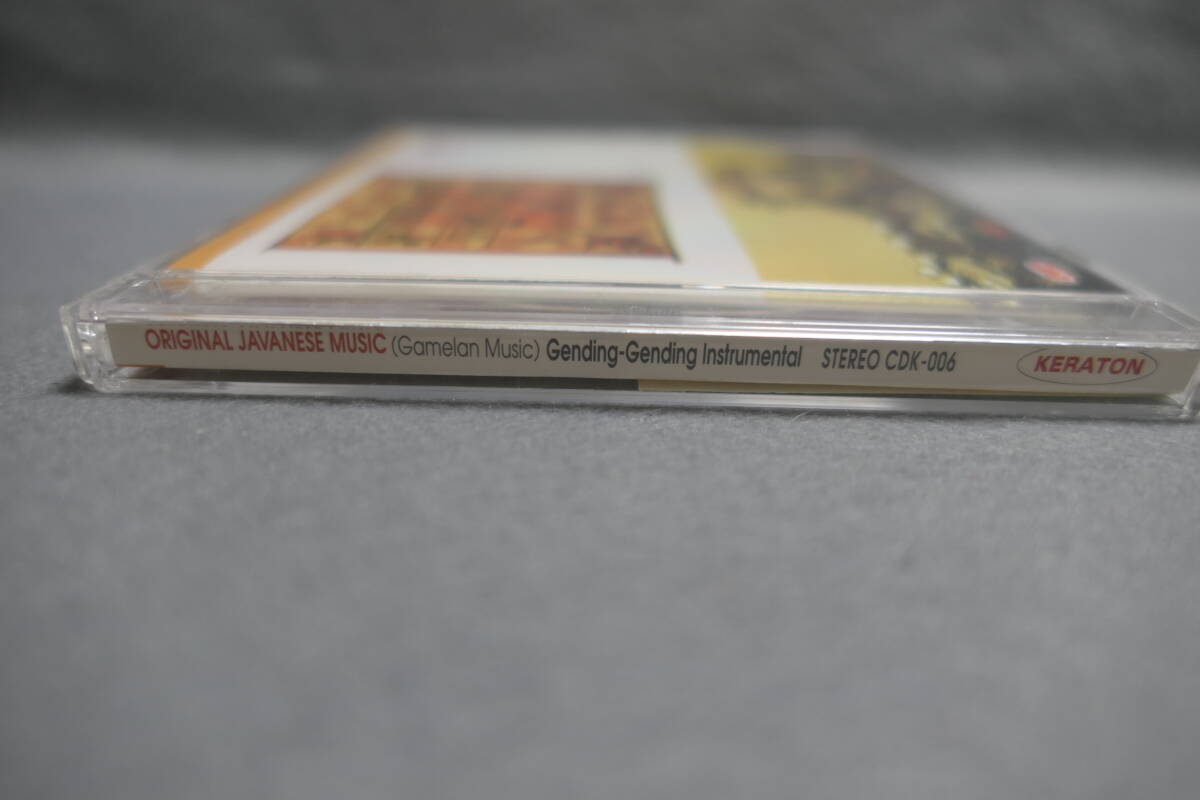 ORIGINAL JAVANESE MUSIC (Gamelan Music) Gending-Gending Instrumental STEREO CDK-006 KERATON